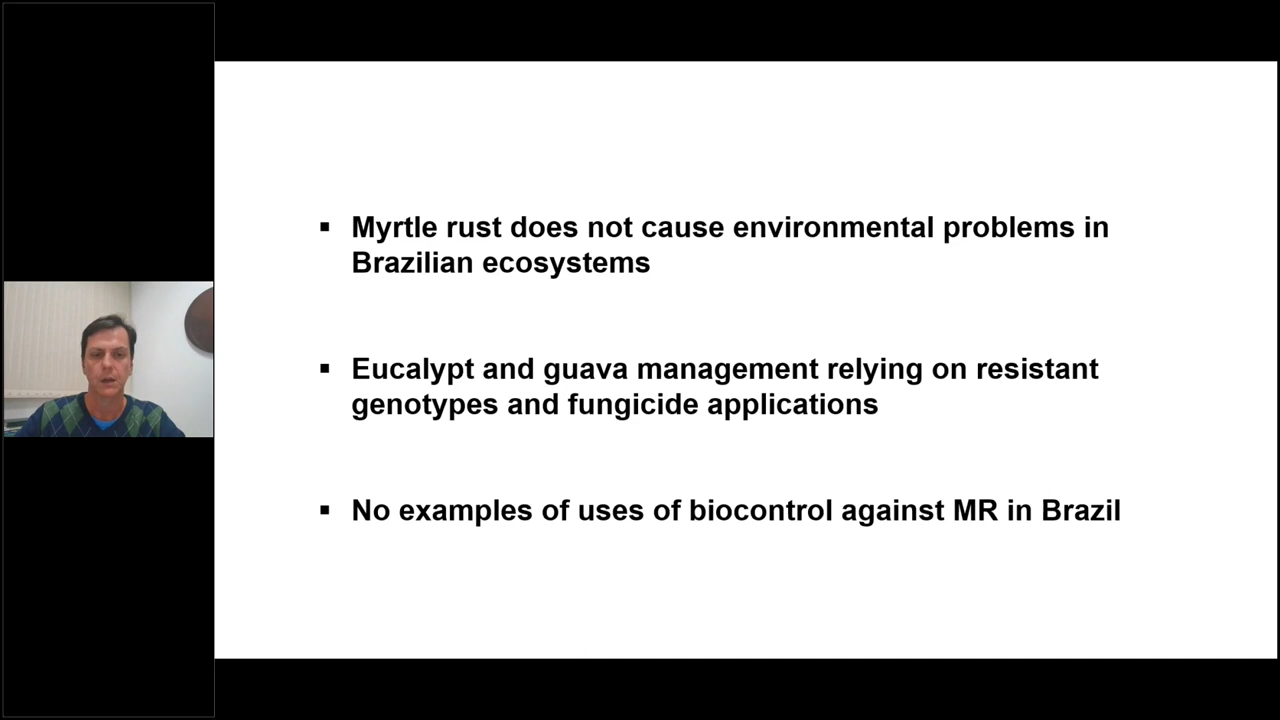 ▪ Myrtle rust does not cause environmental problems in
Brazilian ecosystems
▪ Eucalypt and guava management relying on resistant
genotypes and fungicide applications
▪ No examples of uses of biocontrol against MR in Brazil